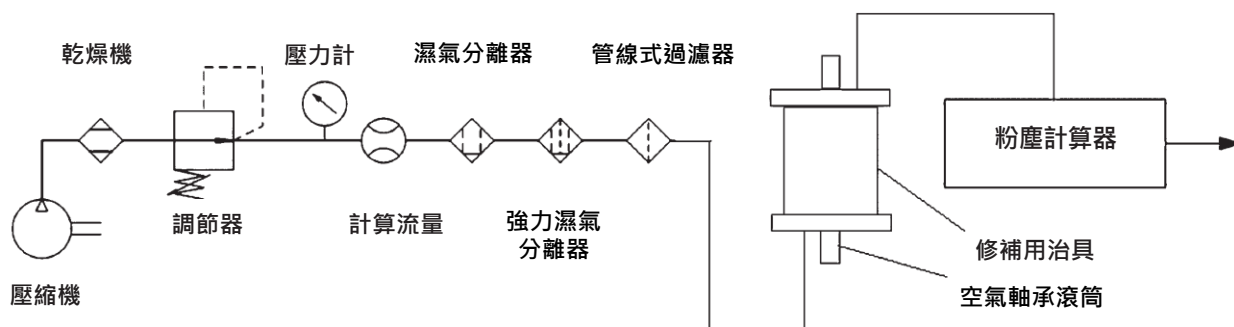 乾燥機
壓力計
濕氣分離器
管線式過濾器
粉塵計算器
調節器
計算流量
強力濕氣
分離器
修補用治具
空氣軸承滾筒
壓縮機